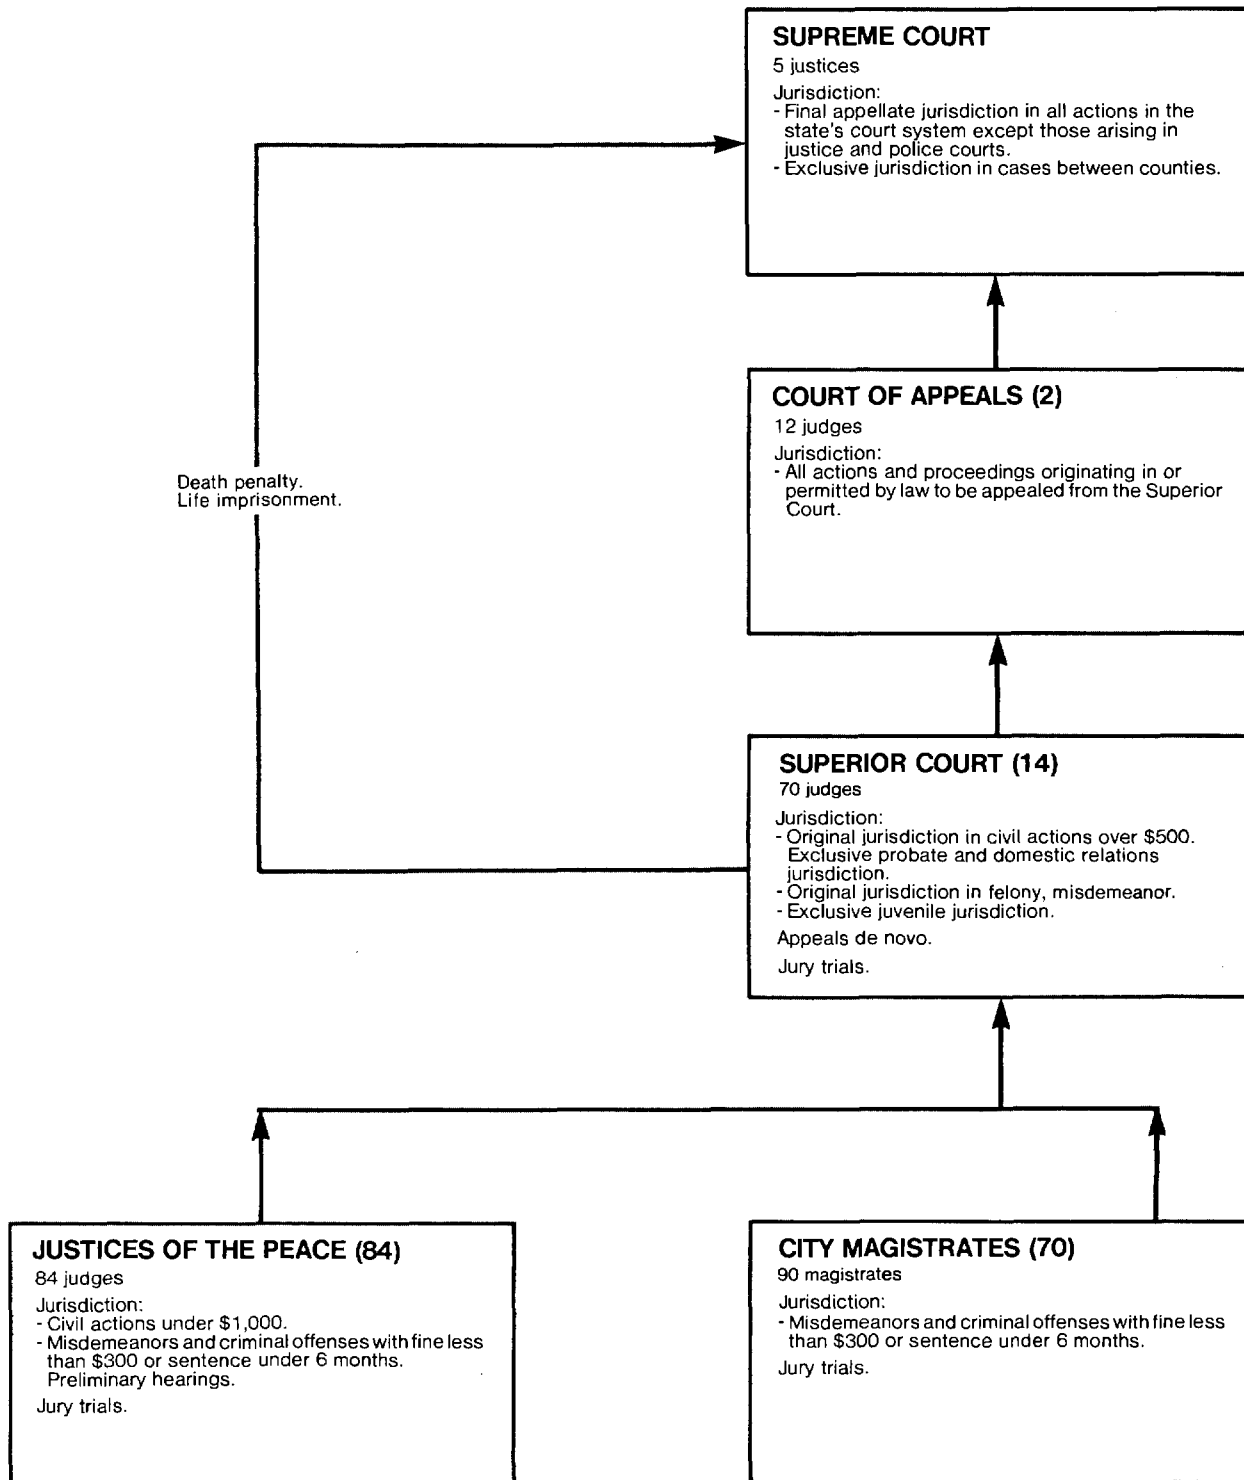 SUPREME COURT
5 justices
Jurisdiction:
- Final appellate jurisdiction in all actions in the
state's court system except those arising in
justice and police courts.
- Exclusive jurisdiction in cases between counties.
COURT OF APPEALS (2)
12 judges
Jurisdiction:
- All actions and proceedings originating in or
permitted by law to be appealed from the Superior
Court.
Death penalty.
Life imprisonment.
SUPERIOR COURT (14)
70 judges
Jurisdiction:
- Original jurisdiction in civil actions over $500.
Exclusive probate and domestic relations
jurisdiction.
- Original jurisdiction in felony, misdemeanor.
- Exclusive juvenile jurisdiction.
Appeals de novo.
Jury trials.
JUSTICES OF THE PEACE (84)
84 judges
Jurisdiction:
- Civil actions under $1,000.
- Misdemeanors and criminal offenses with fine less
than $300 or sentence under 6 months.
Preliminary hearings.
Jury trials.
CITY MAGISTRATES (70)
90 magistrates
Jurisdiction:
- Misdemeanors and criminal offenses with fine less
than $300 or sentence under 6 months.
Jury trials.